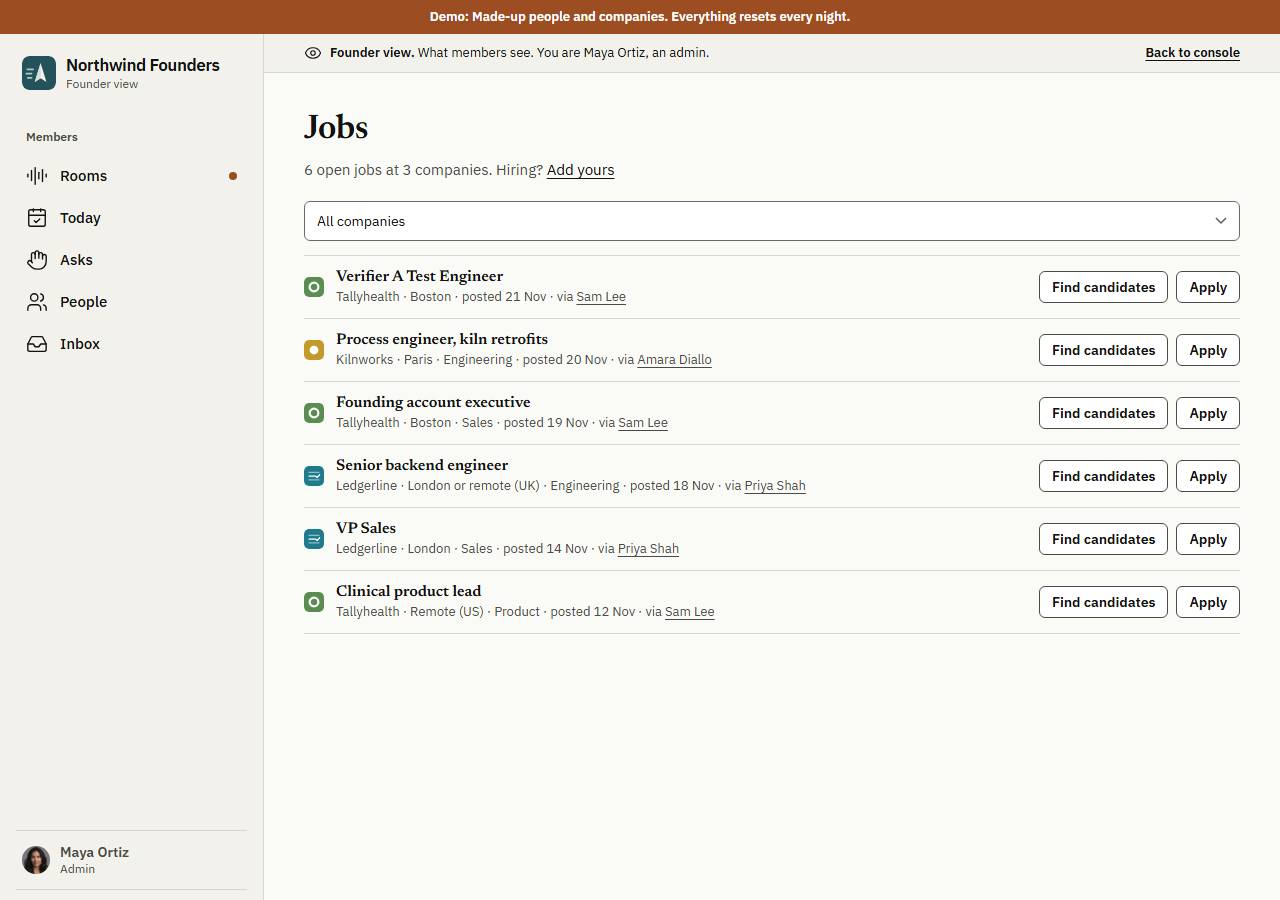 Demo: Made-up people and companies. Everything resets every night.
Northwind Founders
Founder view
Founder view. What members see. You are Maya Ortiz, an admin.
Back to console
Members
Rooms
Today
Asks
People
Inbox
Maya Ortiz
Admin
Jobs
6 open jobs at 3 companies. Hiring? Add yours
All companies
Verifier A Test Engineer
Tallyhealth · Boston · posted 21 Nov · via Sam Lee
Find candidates
Apply
Process engineer, kiln retrofits
Kilnworks · Paris · Engineering · posted 20 Nov · via Amara Diallo
Find candidates
Apply
Founding account executive
Tallyhealth · Boston · Sales · posted 19 Nov · via Sam Lee
Find candidates
Apply
Senior backend engineer
Ledgerline · London or remote (UK) · Engineering · posted 18 Nov · via Priya Shah
Find candidates
Apply
VP Sales
Ledgerline · London · Sales · posted 14 Nov · via Priya Shah
Find candidates
Apply
Clinical product lead
Tallyhealth · Remote (US) · Product · posted 12 Nov · via Sam Lee
Find candidates
Apply